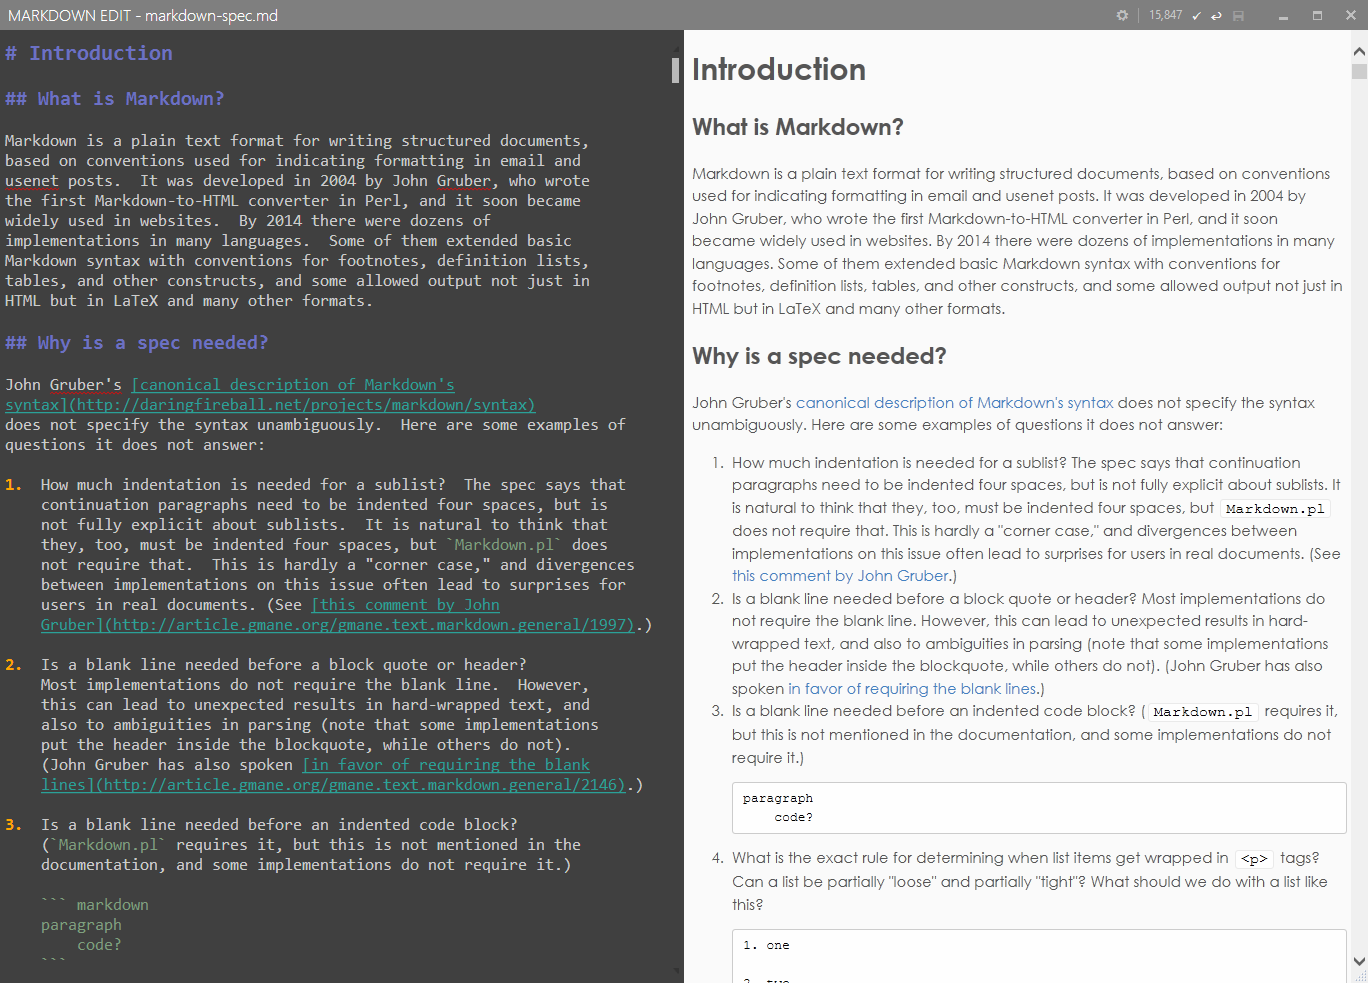 MARKDOWN EDIT - markdown-spec.md
15,847
# Introduction
## What is Markdown?
Markdown is a plain text format for writing structured documents,
based on conventions used for indicating formatting in email and
usenet posts.  It was developed in 2004 by John Gruber, who wrote
the first Markdown-to-HTML converter in Perl, and it soon became
widely used in websites.  By 2014 there were dozens of
implementations in many languages.  Some of them extended basic
Markdown syntax with conventions for footnotes, definition lists,
tables, and other constructs, and some allowed output not just in
HTML but in LaTeX and many other formats.
## Why is a spec needed?
John Gruber's [canonical description of Markdown's
syntax](http://daringfireball.net/projects/markdown/syntax)
does not specify the syntax unambiguously.  Here are some examples of
questions it does not answer:
1.  How much indentation is needed for a sublist?  The spec says that
continuation paragraphs need to be indented four spaces, but is
not fully explicit about sublists.  It is natural to think that
they, too, must be indented four spaces, but `Markdown.pl` does
not require that.  This is hardly a "corner case," and divergences
between implementations on this issue often lead to surprises for
users in real documents. (See [this comment by John
Gruber](http://article.gmane.org/gmane.text.markdown.general/1997).)
2.  Is a blank line needed before a block quote or header?
Most implementations do not require the blank line.  However,
this can lead to unexpected results in hard-wrapped text, and
also to ambiguities in parsing (note that some implementations
put the header inside the blockquote, while others do not).
(John Gruber has also spoken [in favor of requiring the blank
lines](http://article.gmane.org/gmane.text.markdown.general/2146).)
3.  Is a blank line needed before an indented code block?
(`Markdown.pl` requires it, but this is not mentioned in the
documentation, and some implementations do not require it.)
``` markdown
paragraph
    code?
```
Introduction
What is Markdown?
Markdown is a plain text format for writing structured documents, based on conventions
used for indicating formatting in email and usenet posts. It was developed in 2004 by
John Gruber, who wrote the first Markdown-to-HTML converter in Perl, and it soon
became widely used in websites. By 2014 there were dozens of implementations in many
languages. Some of them extended basic Markdown syntax with conventions for
footnotes, definition lists, tables, and other constructs, and some allowed output not just in
HTML but in LaTeX and many other formats.
Why is a spec needed?
John Gruber's canonical description of Markdown's syntax does not specify the syntax
unambiguously. Here are some examples of questions it does not answer:
1. How much indentation is needed for a sublist? The spec says that continuation
paragraphs need to be indented four spaces, but is not fully explicit about sublists. It
is natural to think that they, too, must be indented four spaces, but Markdown.pl
does not require that. This is hardly a "corner case," and divergences between
implementations on this issue often lead to surprises for users in real documents. (See
this comment by John Gruber.)
2. Is a blank line needed before a block quote or header? Most implementations do
not require the blank line. However, this can lead to unexpected results in hard-
wrapped text, and also to ambiguities in parsing (note that some implementations
put the header inside the blockquote, while others do not). (John Gruber has also
spoken in favor of requiring the blank lines.)
3. Is a blank line needed before an indented code block? ( Markdown.pl requires it,
but this is not mentioned in the documentation, and some implementations do not
require it.)
paragraph
    code?
4. What is the exact rule for determining when list items get wrapped in <p> tags?
Can a list be partially "loose" and partially "tight"? What should we do with a list like
this?
1. one
2. two